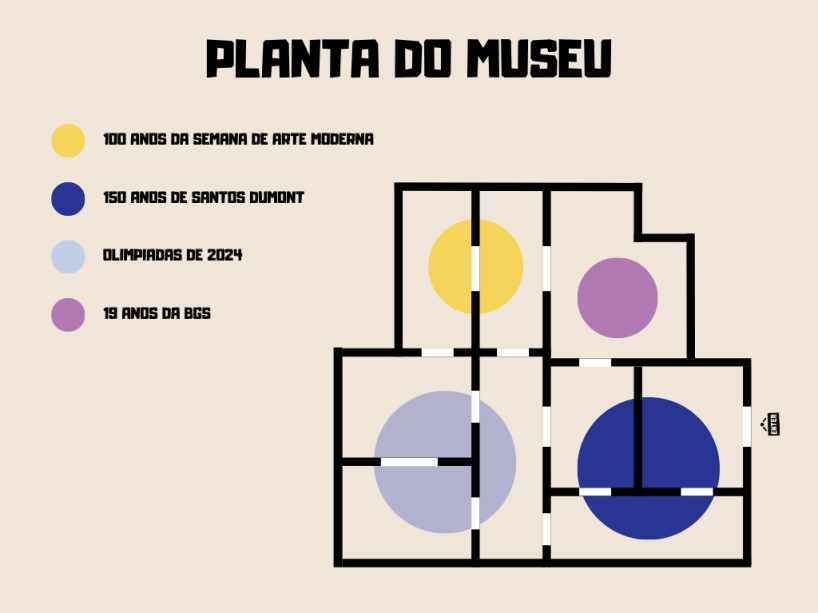 PLANTA DO MUSEU
100 ANOS DA SEMANA DE ARTE MODERNA
150 ANOS DE SANTOS DUMONT
OLIMPIADAS DE 2024
19 ANOS DA BGS
ENTER